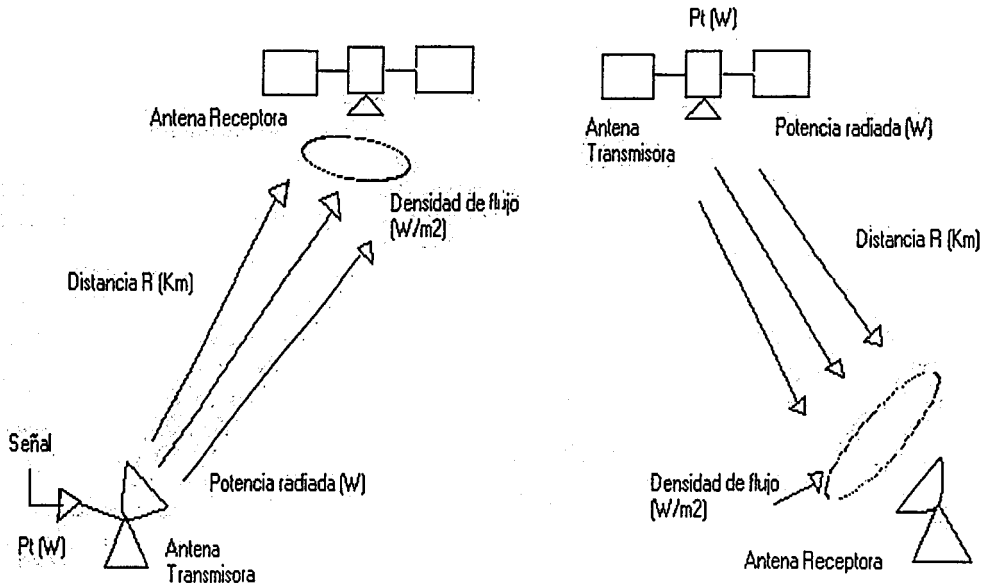 Antena Receptora
Densidad de flujo
(W/m2)
Distancia R (Km)
Señal
Pt (W)
Potencia radiada (W)
Antena
Transmisora
Pt (W)
Antena
Transmisora
Potencia radiada (W)
Distancia R (Km)
Densidad de flujo
(W/m2)
Antena Receptora